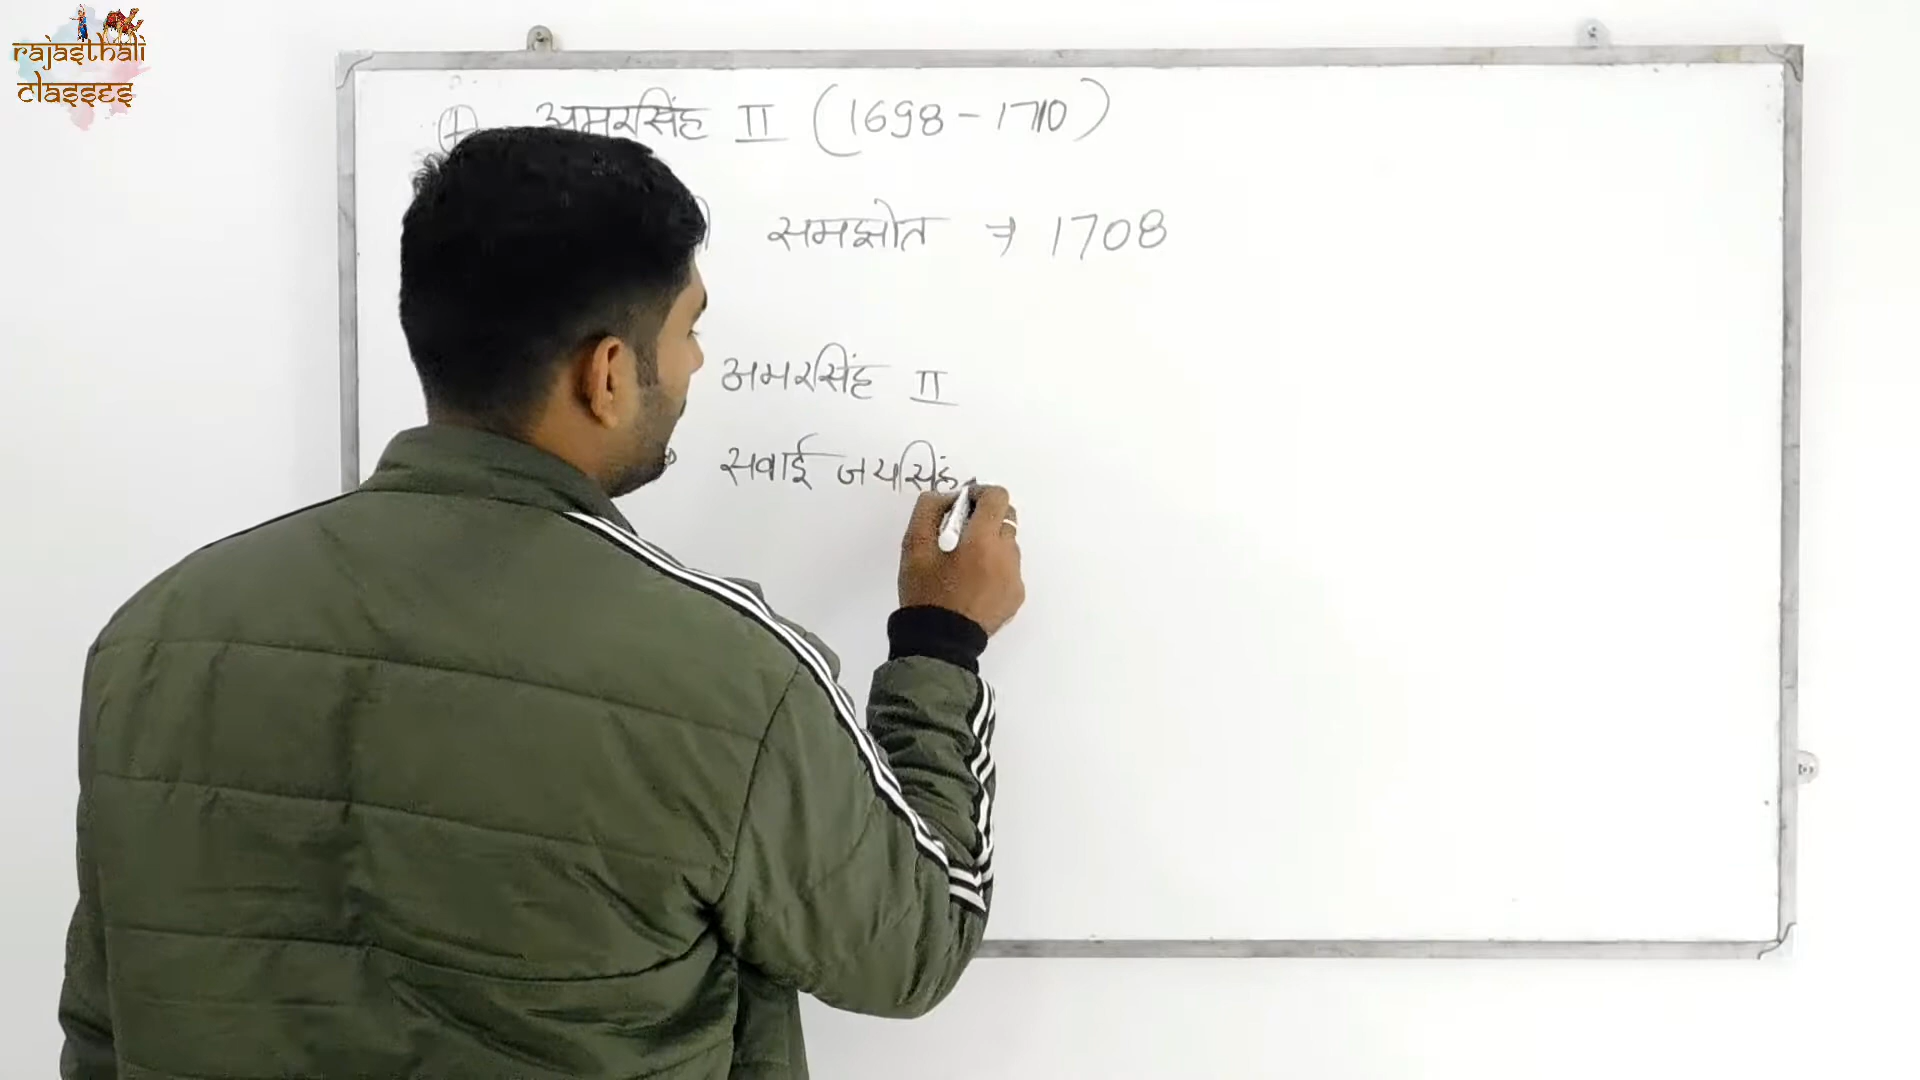 rajasthali
classes
अमरसिंह II (1698-1710)
समझोत → 1708
अमरसिंह II
सवाई जयसिंह